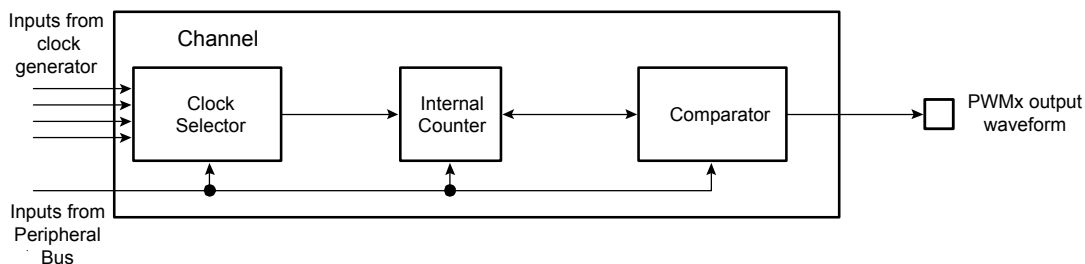 Inputs from
clock
generator
Channel
Clock
Selector
Internal
Counter
Comparator
PWMx output
waveform
Inputs from
Peripheral
Bus